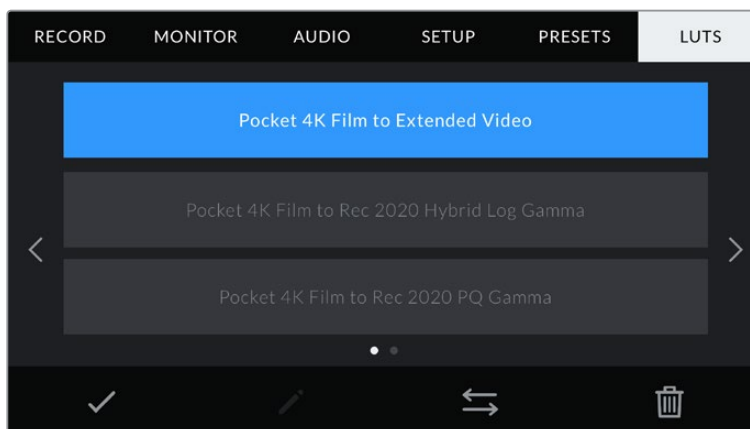 RECORD MONITOR AUDIO SETUP PRESETS LUTS
Pocket 4K Film to Extended Video
Pocket 4K Film to Rec 2020 Hybrid Log Gamma
Pocket 4K Film to Rec 2020 PQ Gamma